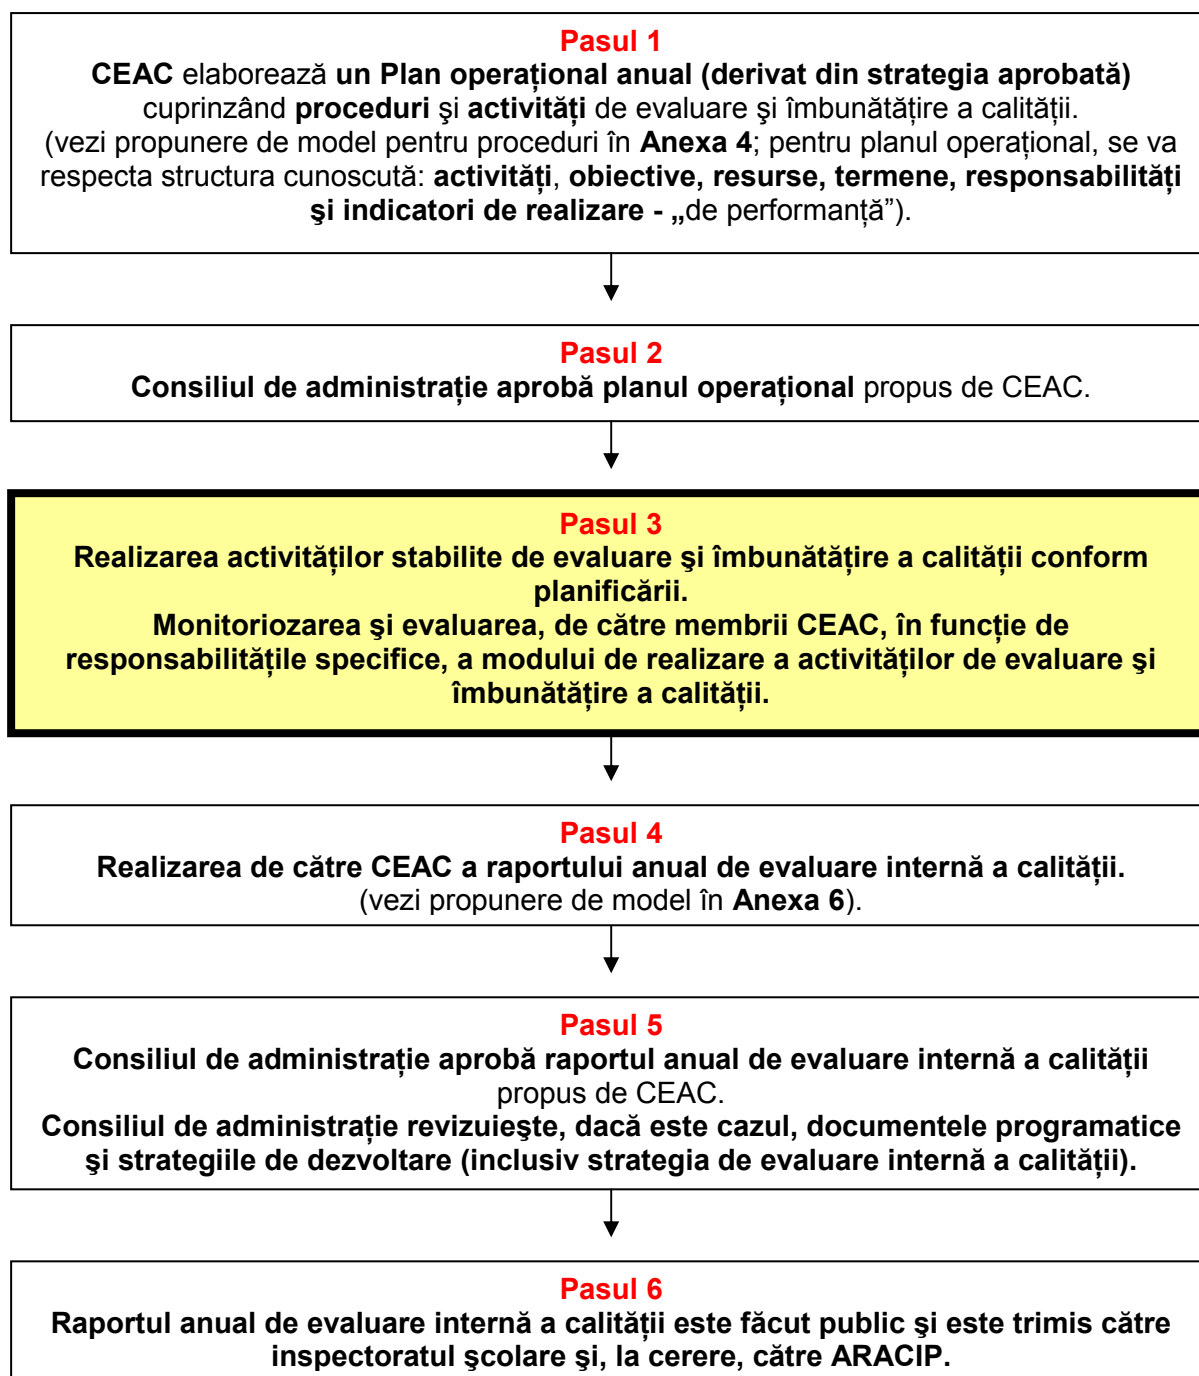 Pasul 1
CEAC elaborează un Plan operațional anual (derivat din strategia aprobată)
cuprinzând proceduri şi activități de evaluare şi îmbunătățire a calității.
(vezi propunere de model pentru proceduri în Anexa 4; pentru planul operațional, se va
respecta structura cunoscută: activități, obiective, resurse, termene, responsabilități
şi indicatori de realizare - „de performanță”).
Pasul 2
Consiliul de administrație aprobă planul operațional propus de CEAC.
Pasul 3
Realizarea activităților stabilite de evaluare şi îmbunătățire a calității conform
planificării.
Monitoriozarea şi evaluarea, de către membrii CEAC, în funcție de
responsabilitățile specifice, a modului de realizare a activităților de evaluare şi
îmbunătățire a calității.
Pasul 4
Realizarea de către CEAC a raportului anual de evaluare internă a calității.
(vezi propunere de model în Anexa 6).
Pasul 5
Consiliul de administrație aprobă raportul anual de evaluare internă a calității
propus de CEAC.
Consiliul de administrație revizuieşte, dacă este cazul, documentele programatice
şi strategiile de dezvoltare (inclusiv strategia de evaluare internă a calității).
Pasul 6
Raportul anual de evaluare internă a calității este făcut public şi este trimis către
inspectoratul şcolare şi, la cerere, către ARACIP.